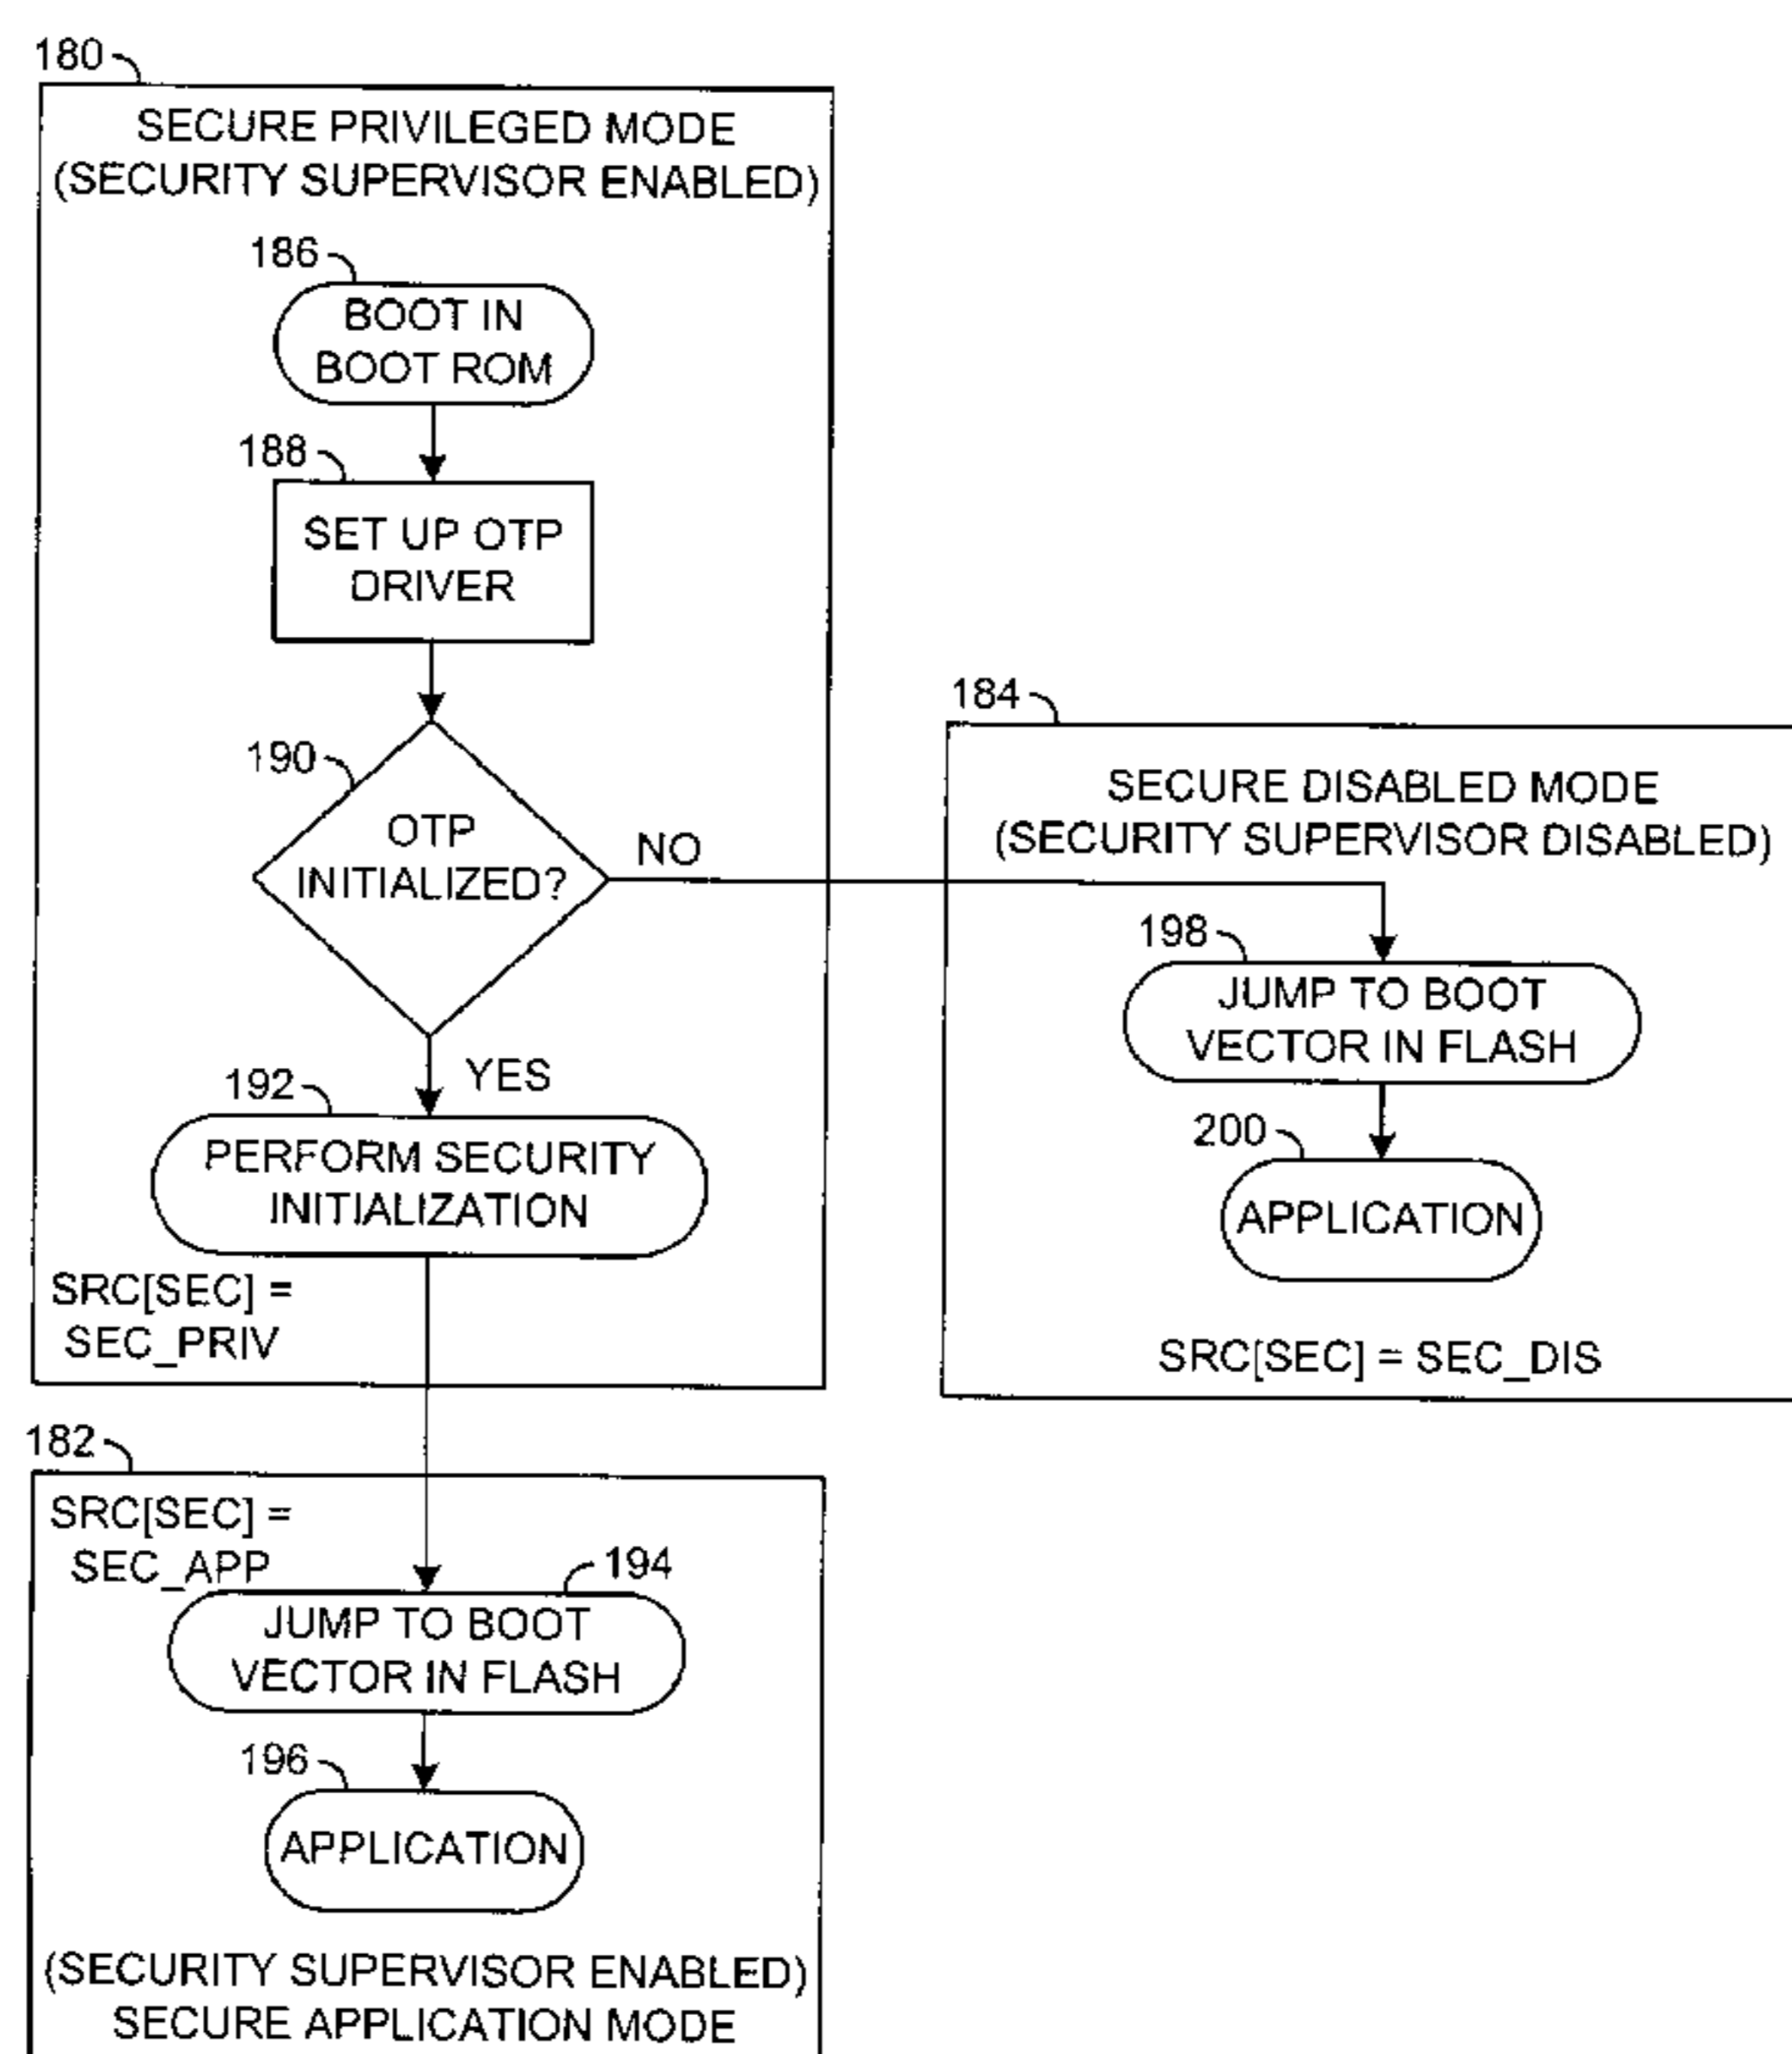 180
SECURE PRIVILEGED MODE
(SECURITY SUPERVISOR ENABLED)
186
BOOT IN
BOOT ROM
188
SET UP OTP
DRIVER
190
OTP
INITIALIZED?
NO
YES
192
PERFORM SECURITY
INITIALIZATION
SRC[SEC] =
SEC_PRIV
184
SECURE DISABLED MODE
(SECURITY SUPERVISOR DISABLED)
198
JUMP TO BOOT
VECTOR IN FLASH
200
APPLICATION
SRC[SEC] = SEC_DIS
182
SRC[SEC] =
SEC_APP
194
JUMP TO BOOT
VECTOR IN FLASH
196
APPLICATION
(SECURITY SUPERVISOR ENABLED)
SECURE APPLICATION MODE